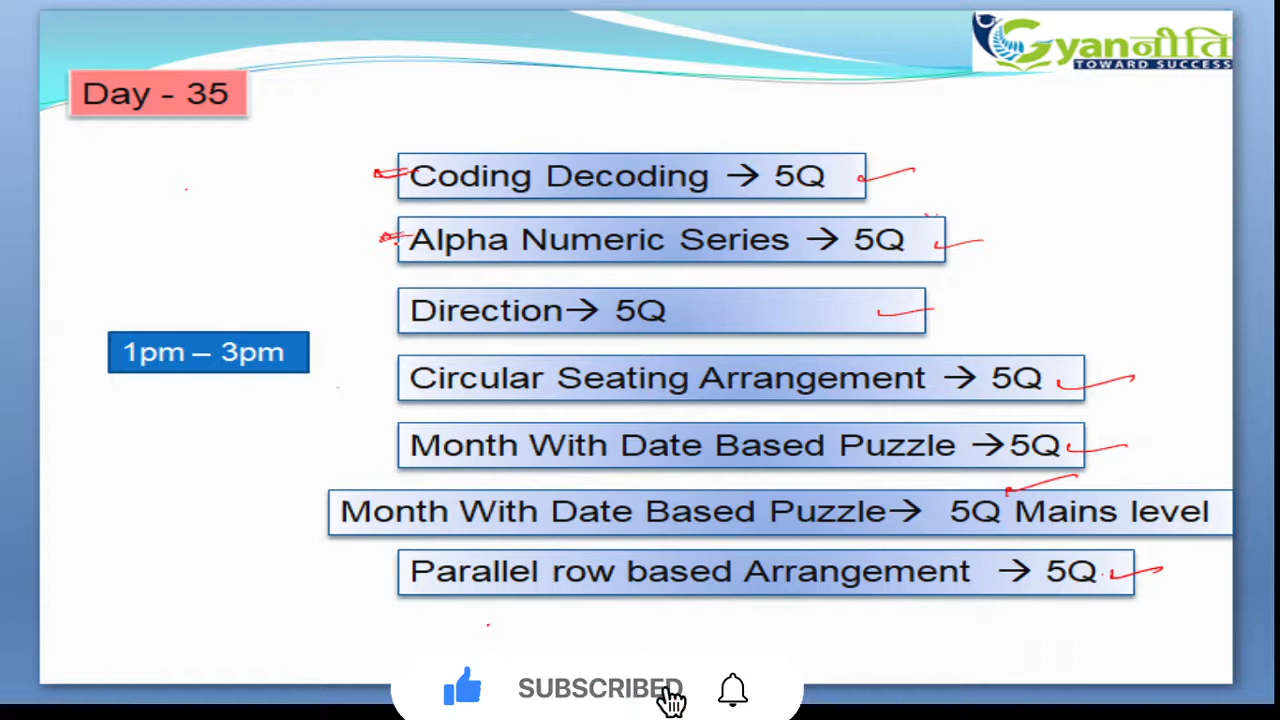 Gyanनीति
TOWARD SUCCESS
Day - 35
Coding Decoding → 5Q
Alpha Numeric Series → 5Q
Direction→ 5Q
1pm – 3pm
Circular Seating Arrangement → 5Q
Month With Date Based Puzzle →5Q
Month With Date Based Puzzle→ 5Q Mains level
Parallel row based Arrangement → 5Q
SUBSCRIBED